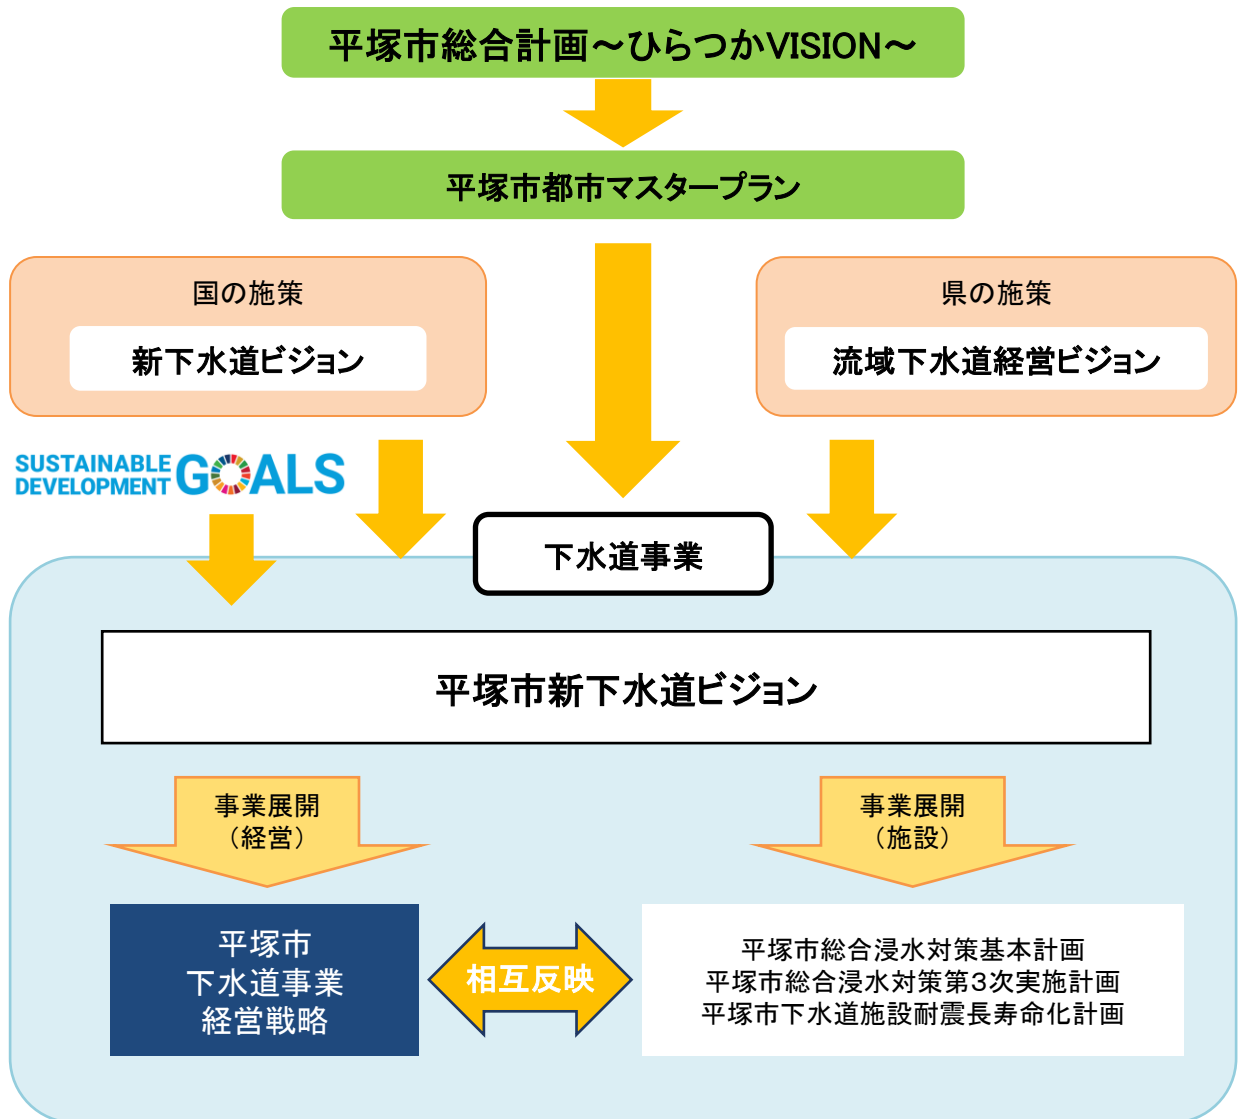 平塚市総合計画～ひらつかVISION～
平塚市都市マスタープラン
国の施策
新下水道ビジョン
県の施策
流域下水道経営ビジョン
SUSTAINABLE
DEVELOPMENT
GOALS
下水道事業
平塚市新下水道ビジョン
事業展開
（経営）
事業展開
（施設）
平塚市
下水道事業
経営戦略
相互反映
平塚市総合浸水対策基本計画
平塚市総合浸水対策第３次実施計画
平塚市下水道施設耐震長寿命化計画